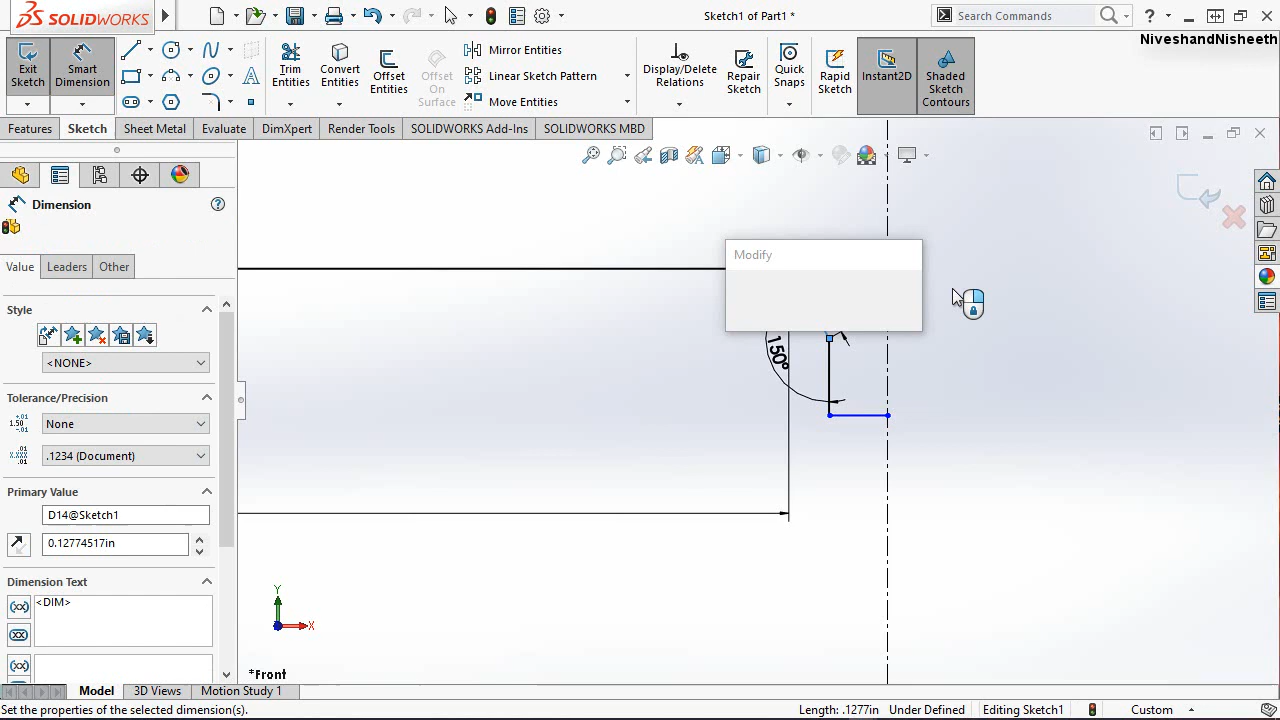 SOLIDWORKS
Sketch1 of Part1 *
Search Commands
NiveshandNisheeth
Exit Sketch
Smart Dimension
Trim Entities
Convert Entities
Offset Entities
Offset On Surface
Mirror Entities
Linear Sketch Pattern
Move Entities
Display/Delete Relations
Repair Sketch
Quick Snaps
Rapid Sketch
Instant2D
Shaded Sketch Contours
Features
Sketch
Sheet Metal
Evaluate
DimXpert
Render Tools
SOLIDWORKS Add-Ins
SOLIDWORKS MBD
Dimension
Value
Leaders
Other
Style
<NONE>
Tolerance/Precision
None
.1234 (Document)
Primary Value
D14@Sketch1
0.12774517in
Dimension Text
<DIM>
Modify
150°
Y
X
*Front
Model
3D Views
Motion Study 1
Set the properties of the selected dimension(s).
Length: .1277in
Under Defined
Editing Sketch1
Custom